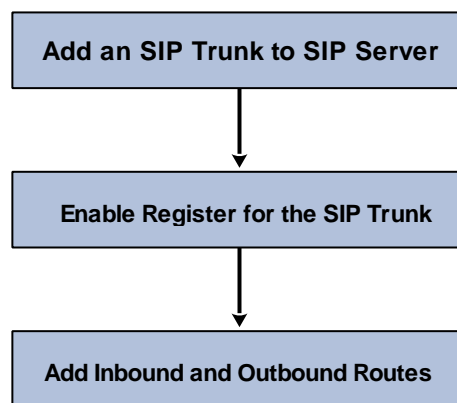 Add an SIP Trunk to SIP Server
Enable Register for the SIP Trunk
Add Inbound and Outbound Routes